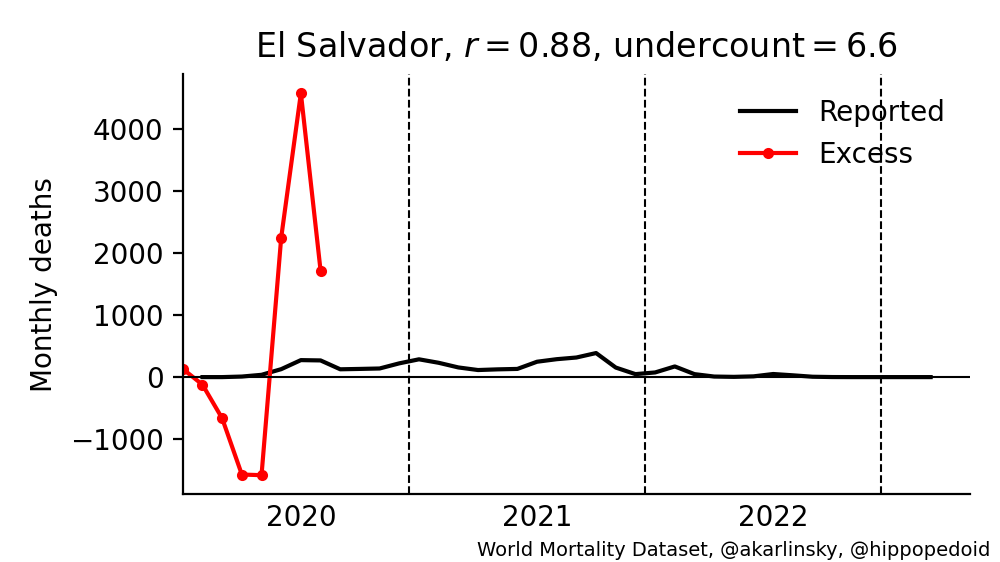 El Salvador, r = 0.88, undercount = 6.6
Reported
Excess
Monthly deaths
4000
3000
2000
1000
0
−1000
2020 2021 2022
World Mortality Dataset, @akarlinsky, @hippopedoid